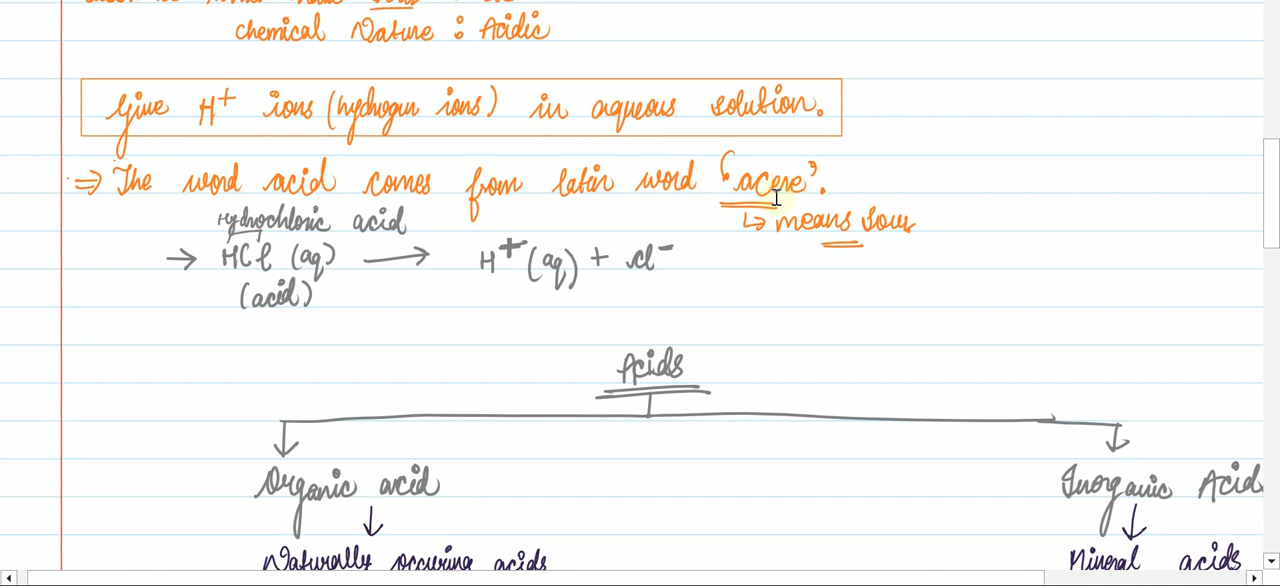 chemical Nature : Acidic
Give H+ ions (hydrogen ions) in aqueous solution.
⇒ The word acid comes from latin word 'acere'.
↳ means sour
Hydrochloric acid
→ HCl (aq) ⟶ H+ (aq) + Cl−
(acid)
Acids
Organic acid Inorganic Acid
Naturally occuring acids Mineral acids